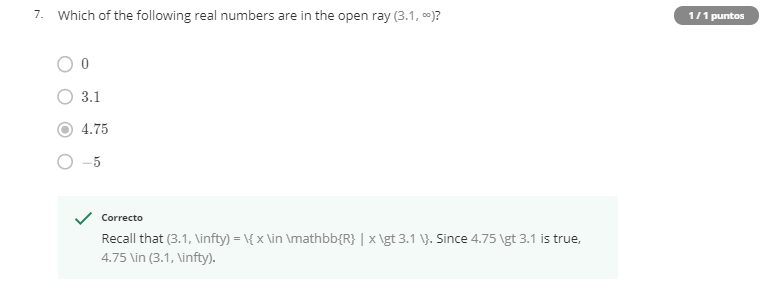 7. Which of the following real numbers are in the open ray (3.1, ∞)?
1 / 1 puntos
0
3.1
4.75
−5
Correcto
Recall that (3.1, \infty) = \{ x \in \mathbb{R} | x \gt 3.1 \}. Since 4.75 \gt 3.1 is true,
4.75 \in (3.1, \infty).